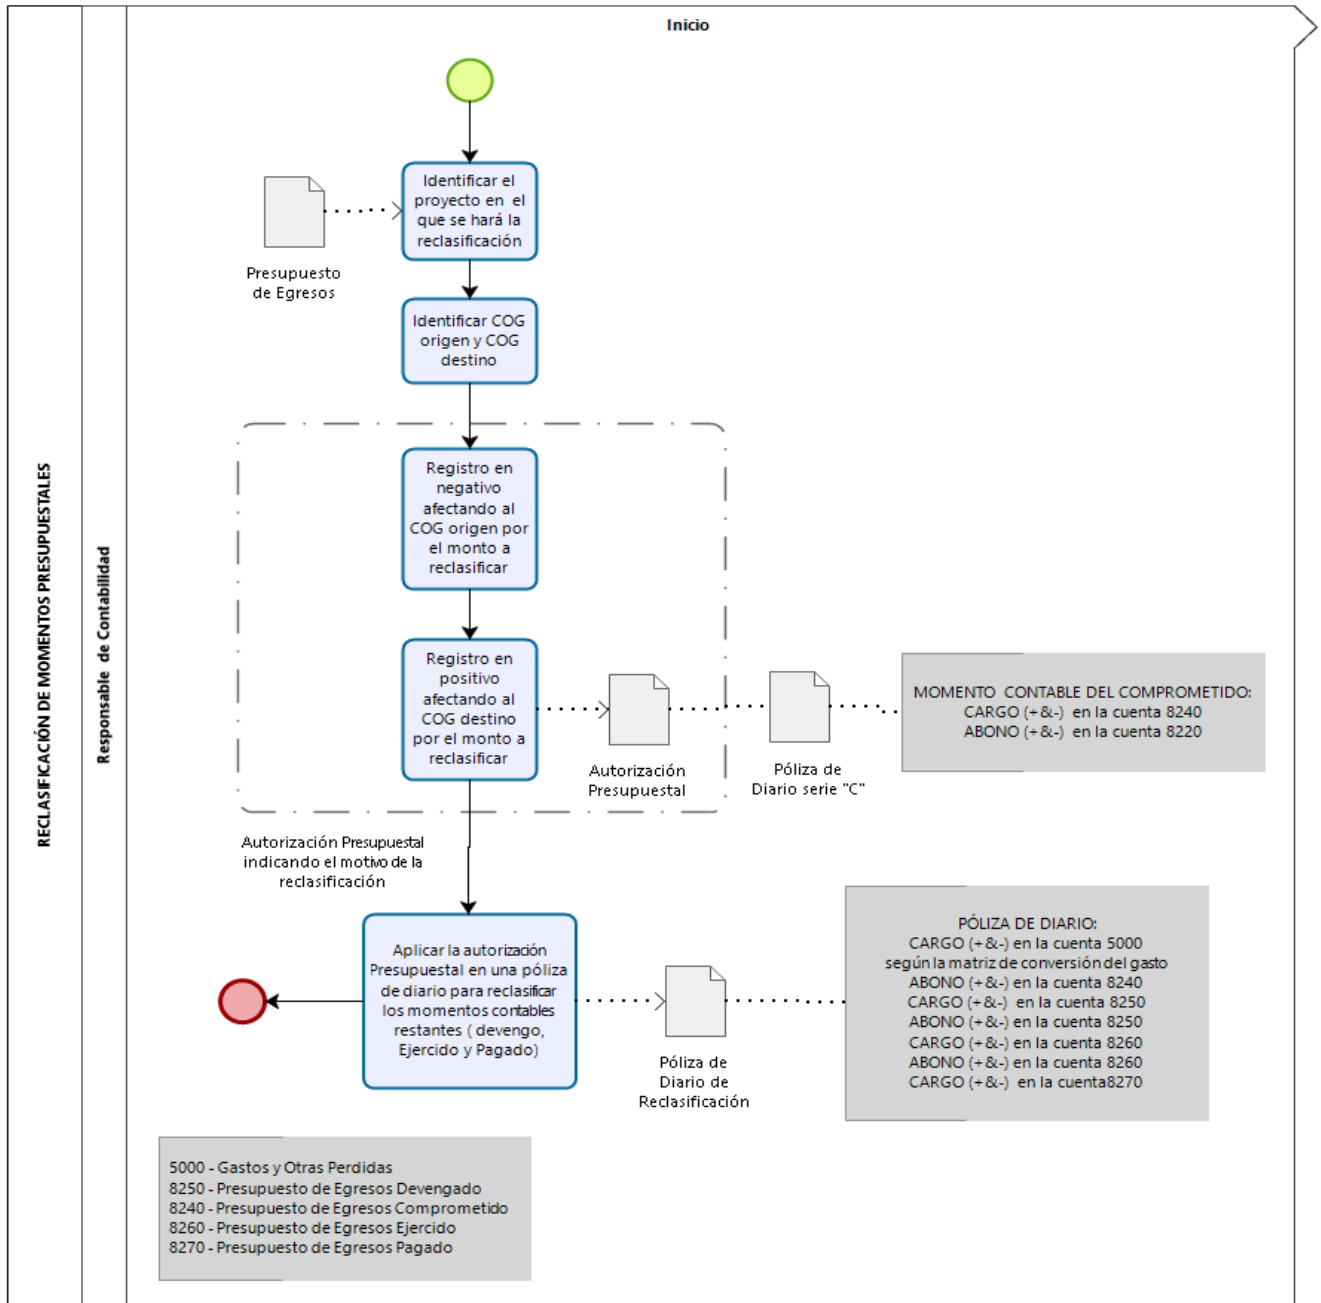 Inicio
RECLASIFICACIÓN DE MOMENTOS PRESUPUESTALES
Responsable de Contabilidad
Identificar el
proyecto en el
que se hará la
reclasificación
Presupuesto
de Egresos
Identificar COG
origen y COG
destino
Registro en
negativo
afectando al
COG origen por
el monto a
reclasificar
Registro en
positivo
afectando al
COG destino
por el monto a
reclasificar
Autorización
Presupuestal
Póliza de
Diario serie "C"
MOMENTO CONTABLE DEL COMPROMETIDO:
CARGO (+&-) en la cuenta 8240
ABONO (+&-) en la cuenta 8220
Autorización Presupuestal
indicando el motivo de la
reclasificación
Aplicar la autorización
Presupuestal en una póliza
de diario para reclasificar
los momentos contables
restantes ( devengo,
Ejercido y Pagado)
Póliza de
Diario de
Reclasificación
PÓLIZA DE DIARIO:
CARGO (+&-) en la cuenta 5000
según la matriz de conversión del gasto
ABONO (+&-) en la cuenta 8240
CARGO (+&-) en la cuenta 8250
ABONO (+&-) en la cuenta 8250
CARGO (+&-) en la cuenta 8260
ABONO (+&-) en la cuenta 8260
CARGO (+&-) en la cuenta8270
5000 - Gastos y Otras Perdidas
8250 - Presupuesto de Egresos Devengado
8240 - Presupuesto de Egresos Comprometido
8260 - Presupuesto de Egresos Ejercido
8270 - Presupuesto de Egresos Pagado